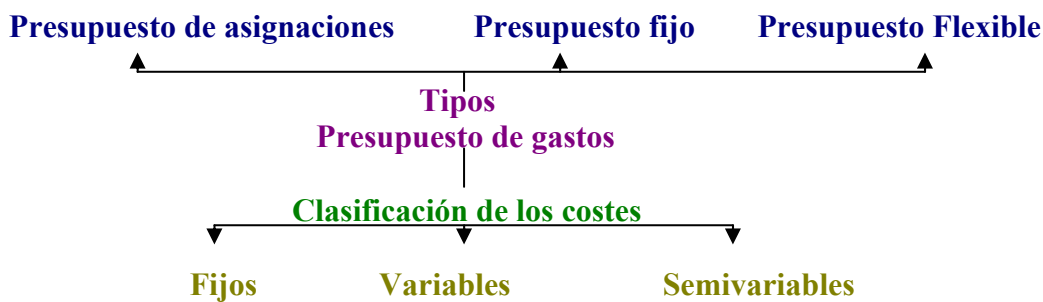 Presupuesto de asignaciones Presupuesto fijo Presupuesto Flexible
Tipos
Presupuesto de gastos
Clasificación de los costes
Fijos Variables Semivariables